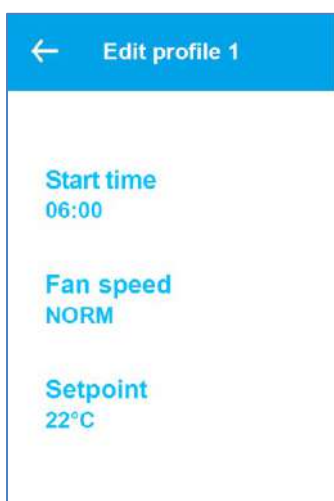 Edit profile 1
Start time
06:00
Fan speed
NORM
Setpoint
22°C